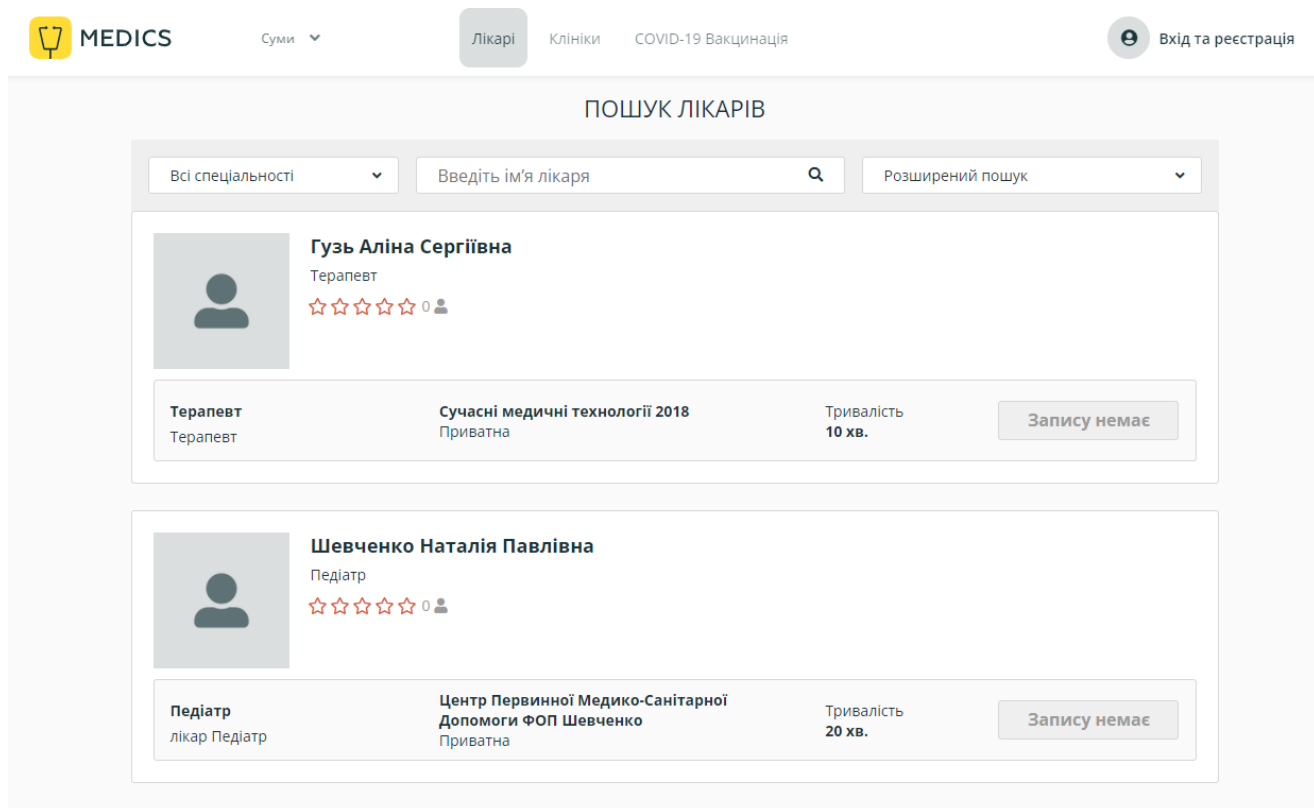 MEDICS
Суми
Лікарі
Клініки
COVID-19 Вакцинація
Вхід та реєстрація
ПОШУК ЛІКАРІВ
Всі спеціальності
Введіть ім'я лікаря
Розширений пошук
Гузь Аліна Сергіївна
Терапевт
0
Терапевт
Терапевт
Сучасні медичні технології 2018
Приватна
Тривалість
10 хв.
Запису немає
Шевченко Наталія Павлівна
Педіатр
0
Педіатр
лікар Педіатр
Центр Первинної Медико-Санітарної
Допомоги ФОП Шевченко
Приватна
Тривалість
20 хв.
Запису немає